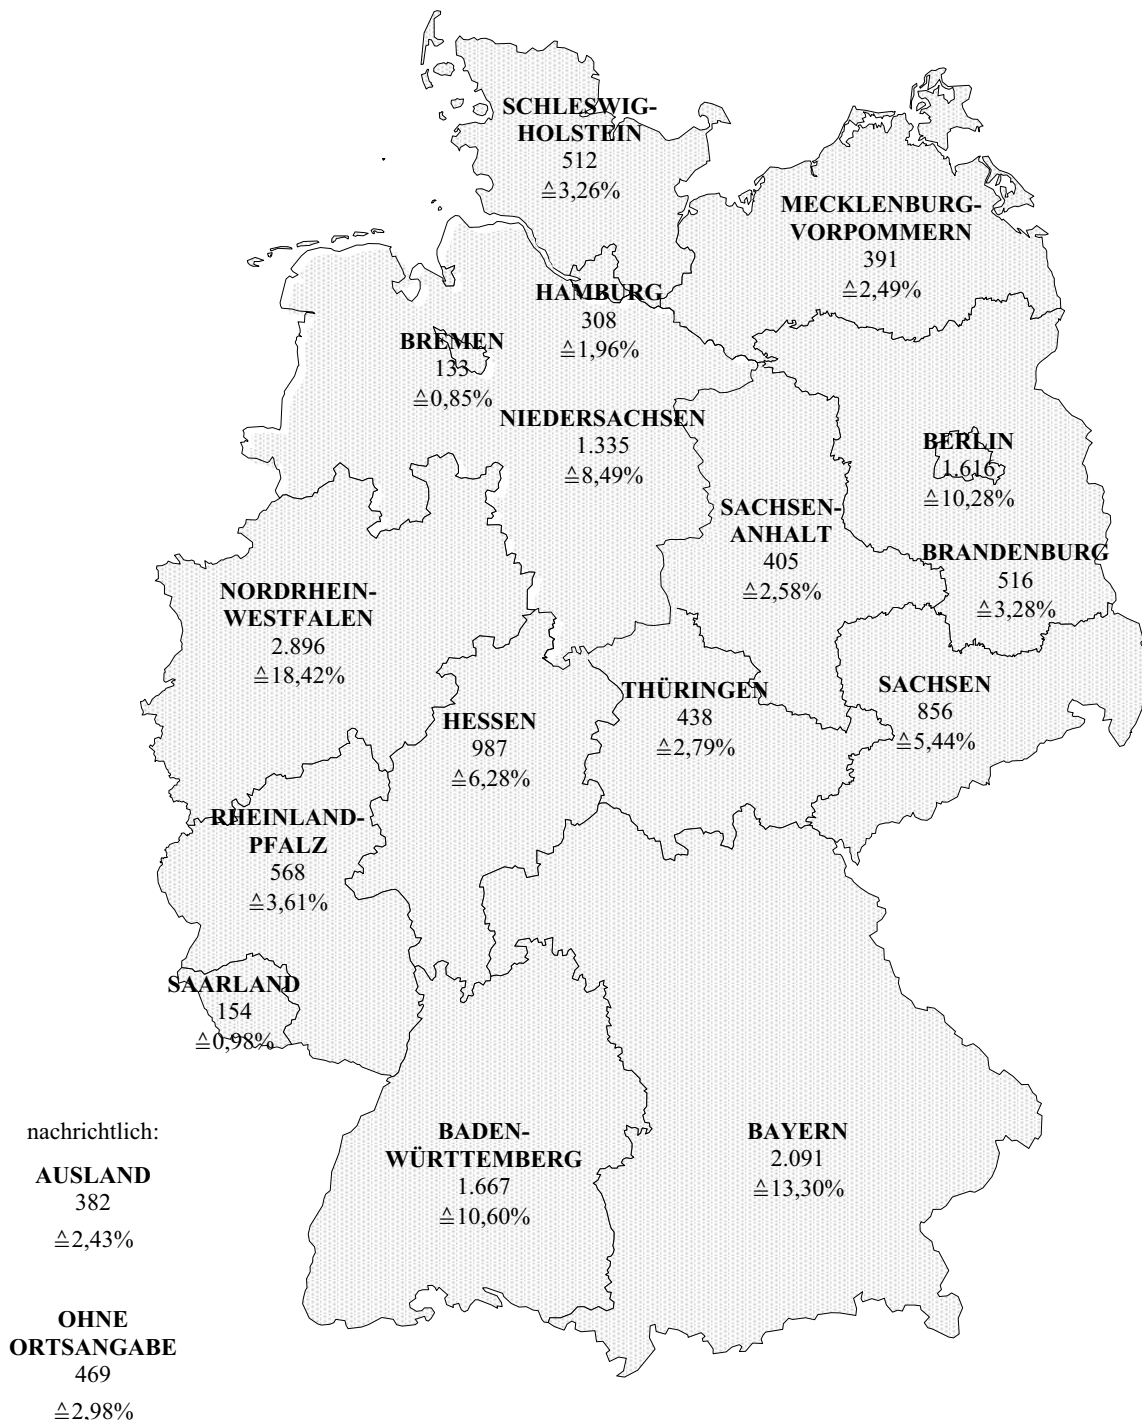 SCHLESWIG-
HOLSTEIN
512
≙3,26%
MECKLENBURG-
VORPOMMERN
391
≙2,49%
HAMBURG
308
≙1,96%
BREMEN
133
≙0,85%
NIEDERSACHSEN
1.335
≙8,49%
BERLIN
1.616
≙10,28%
SACHSEN-
ANHALT
405
≙2,58%
BRANDENBURG
516
≙3,28%
NORDRHEIN-
WESTFALEN
2.896
≙18,42%
HESSEN
987
≙6,28%
THÜRINGEN
438
≙2,79%
SACHSEN
856
≙5,44%
RHEINLAND-
PFALZ
568
≙3,61%
SAARLAND
154
≙0,98%
BADEN-
WÜRTTEMBERG
1.667
≙10,60%
BAYERN
2.091
≙13,30%
nachrichtlich:
AUSLAND
382
≙2,43%
OHNE
ORTSANGABE
469
≙2,98%